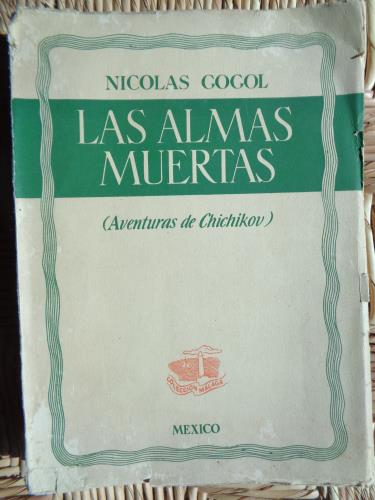 NICOLAS GOGOL
LAS ALMAS
MUERTAS
(Aventuras de Chichikov)
COLECCION MALAGA
MEXICO